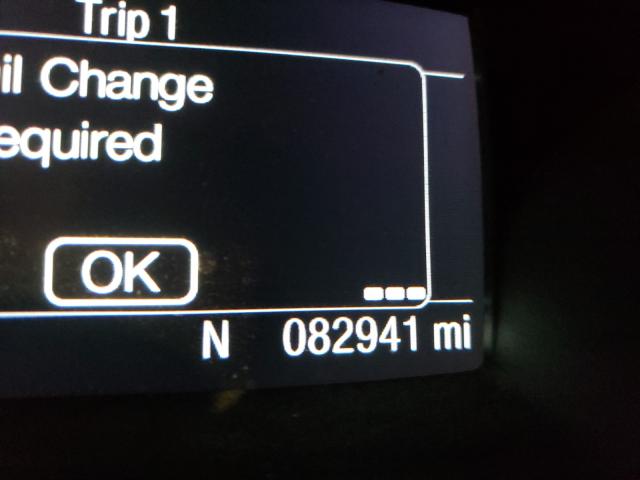 Trip 1
il Change
equired
OK
N 082941 mi